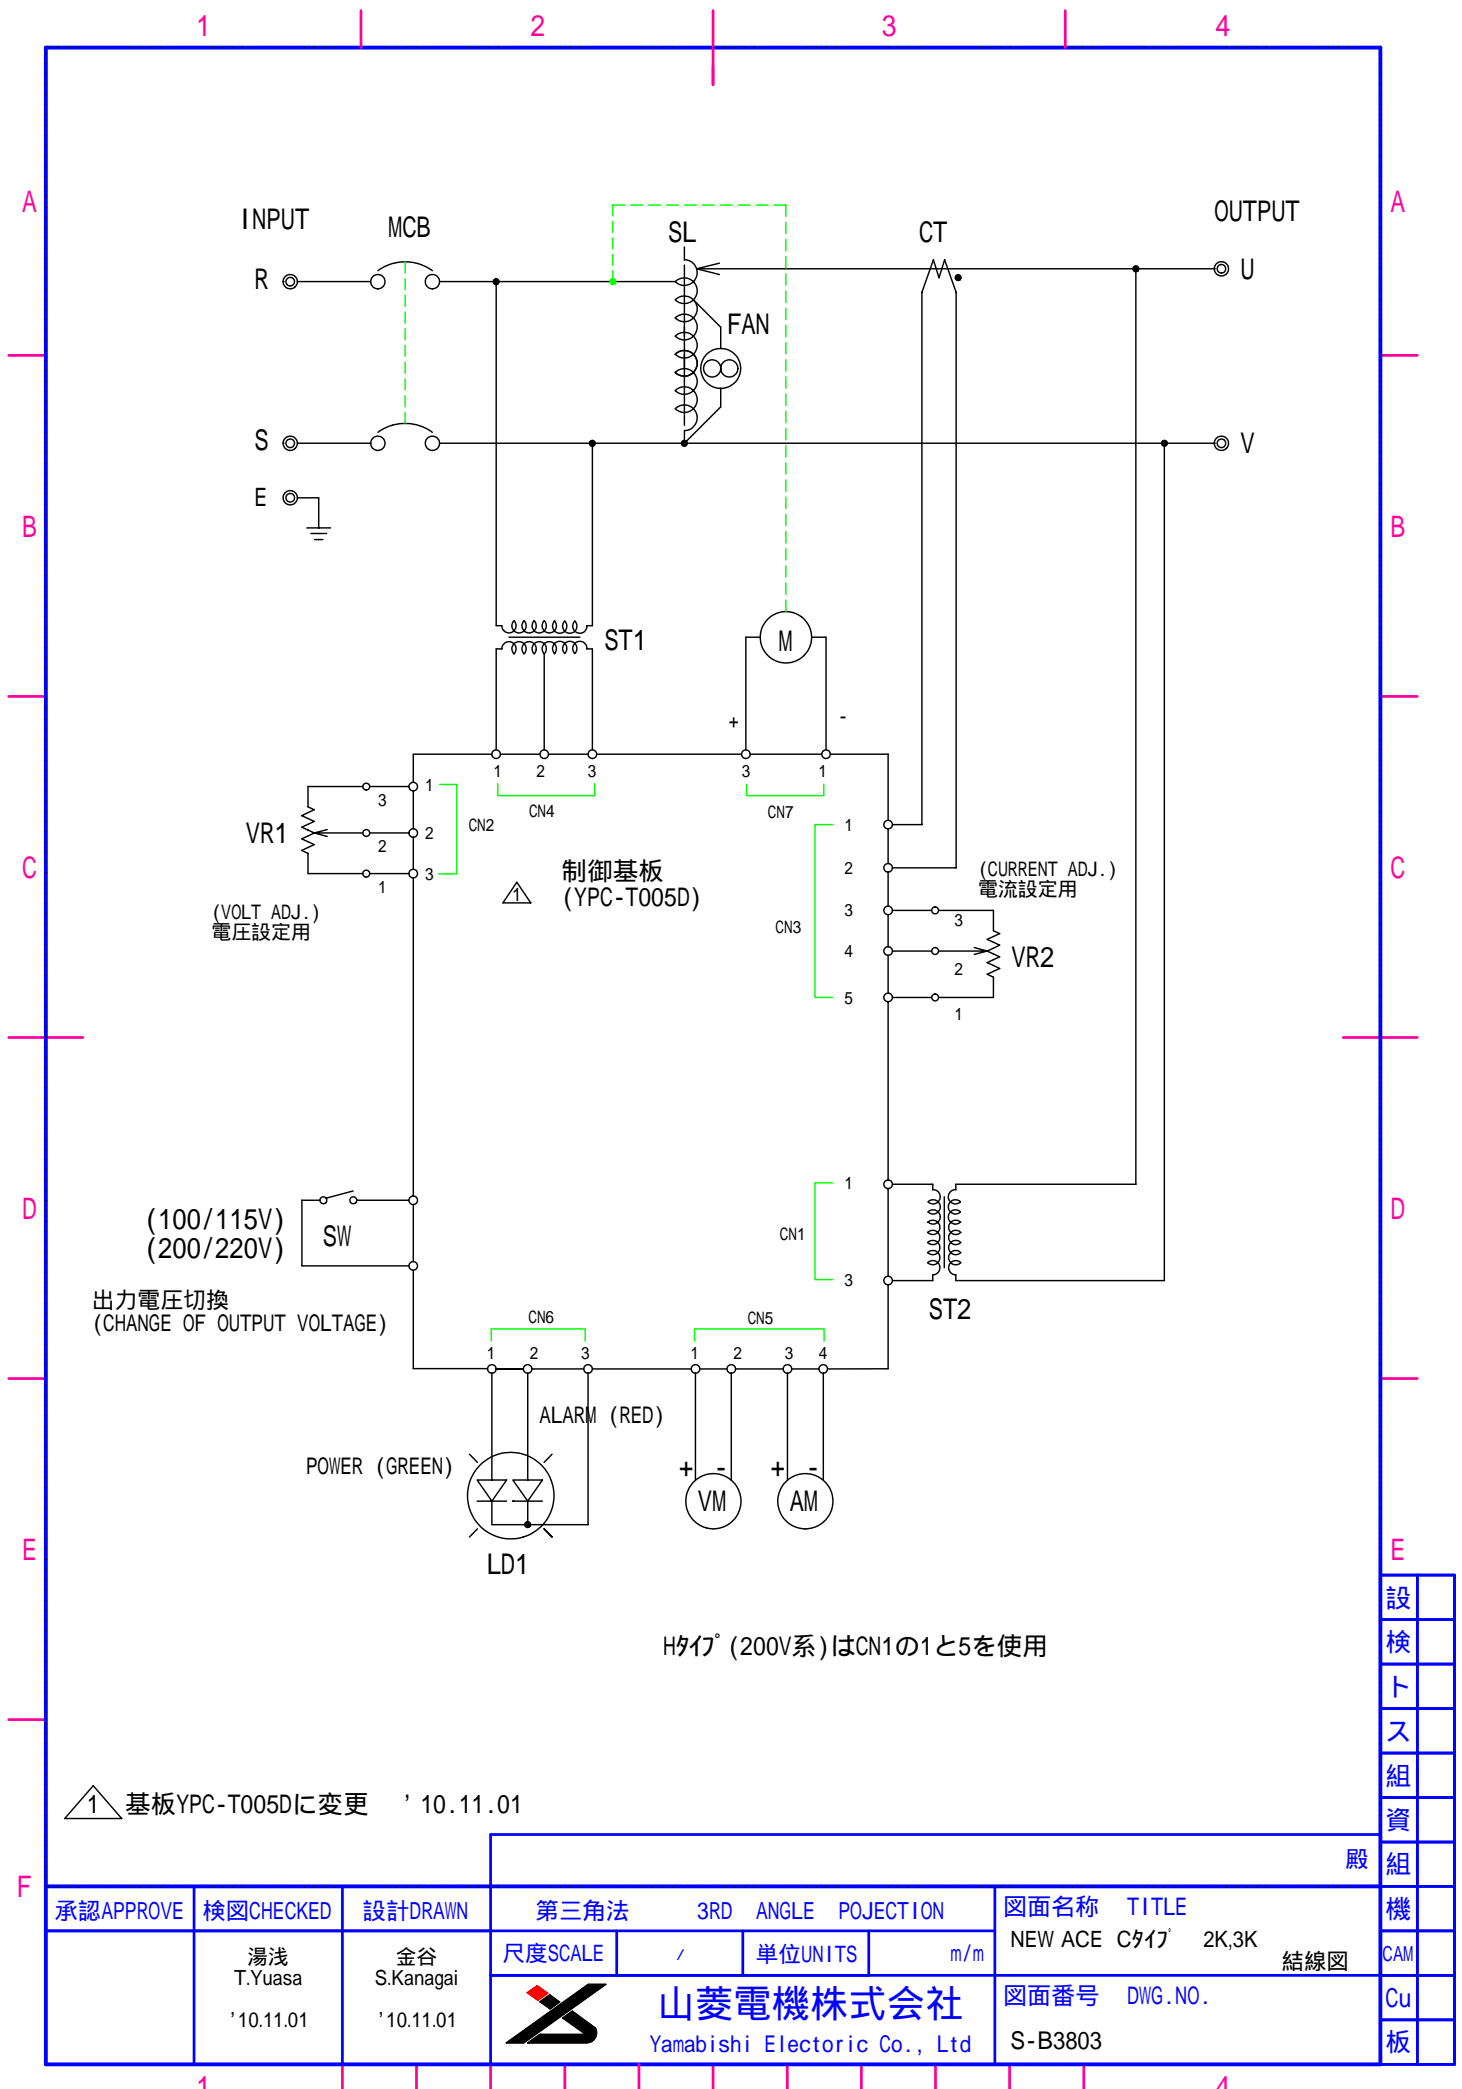 1 2 3 4
A A
INPUT MCB SL CT OUTPUT
R U
FAN
S V
E
B B
ST1
M
+ -
1 2 3 3 1
CN4 CN7
VR1
3 1
2 2
1 3
CN2
(VOLT ADJ.)
電圧設定用
C C
制御基板
1 (YPC-T005D)
CN3
1
2
3 3
4 2
5 1
(CURRENT ADJ.)
電流設定用
VR2
D D
(100/115V)
(200/220V)
SW
出力電圧切換
(CHANGE OF OUTPUT VOLTAGE)
CN1
1
3
ST2
CN6 CN5
1 2 3 1 2 3 4
ALARM (RED)
POWER (GREEN)
+ - + -
VM AM
LD1
E E
Hタイプ(200V系)はCN1の1と5を使用
1 基板YPC-T005Dに変更 '10.11.01
F
殿
承認APPROVE 検図CHECKED 設計DRAWN 第三角法 3RD ANGLE POJECTION
図面名称 TITLE
湯浅
T.Yuasa
'10.11.01
金谷
S.Kanagai
'10.11.01
尺度SCALE / 単位UNITS m/m
NEW ACE Cタイプ 2K,3K
結線図
山菱電機株式会社
Yamabishi Electoric Co., Ltd
図面番号 DWG.NO.
S-B3803
設
検
ト
ス
組
資
組
機
CAM
Cu
板
1 4